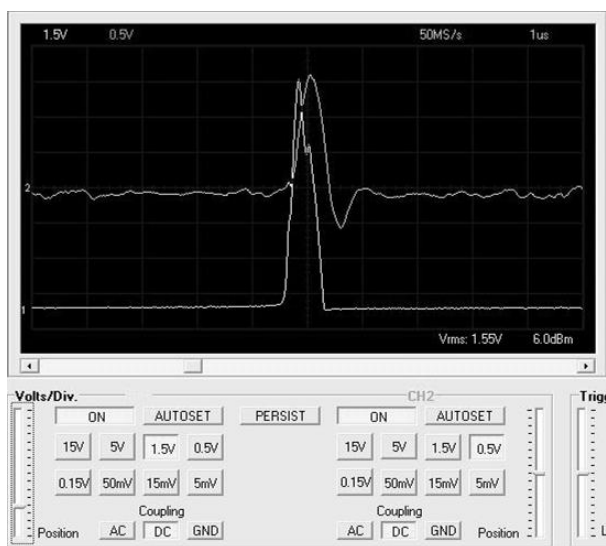 1.5V 0.5V 50MS/s 1us
2
1
Vrms: 1.55V 6.0dBm
Volts/Div. CH2 Trigg
ON AUTOSET PERSIST ON AUTOSET
15V 5V 1.5V 0.5V 15V 5V 1.5V 0.5V
0.15V 50mV 15mV 5mV 0.15V 50mV 15mV 5mV
Coupling Coupling
Position AC DC GND AC DC GND Position L